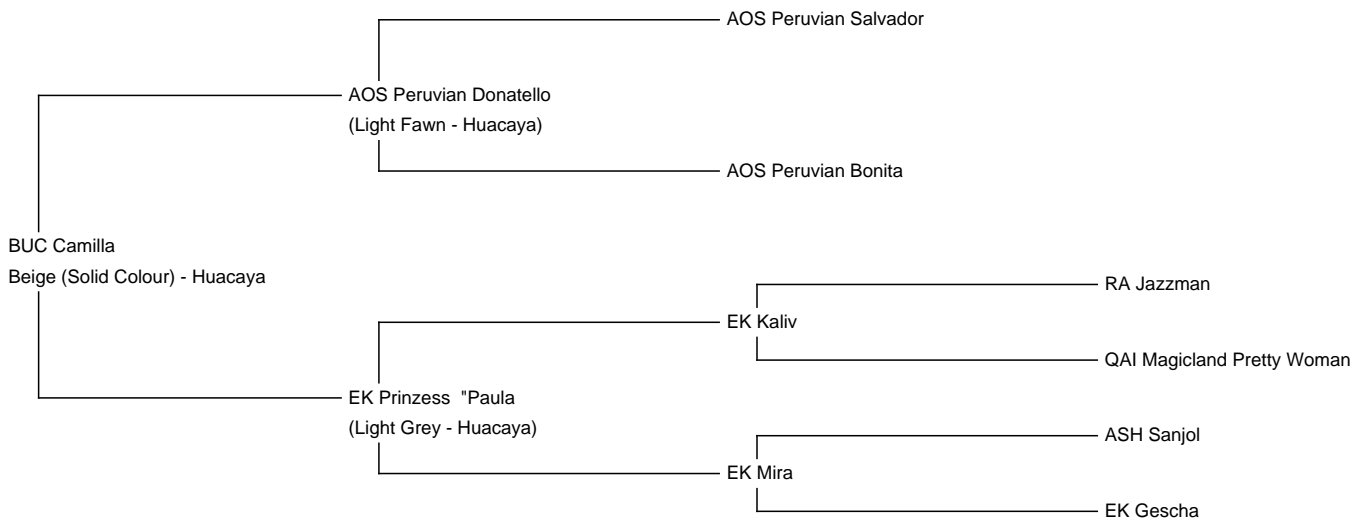 AOS Peruvian Salvador
AOS Peruvian Donatello
(Light Fawn - Huacaya)
AOS Peruvian Bonita
BUC Camilla
Beige (Solid Colour) - Huacaya
RA Jazzman
EK Kaliv
QAI Magicland Pretty Woman
EK Prinzess  "Paula
(Light Grey - Huacaya)
ASH Sanjol
EK Mira
EK Gescha